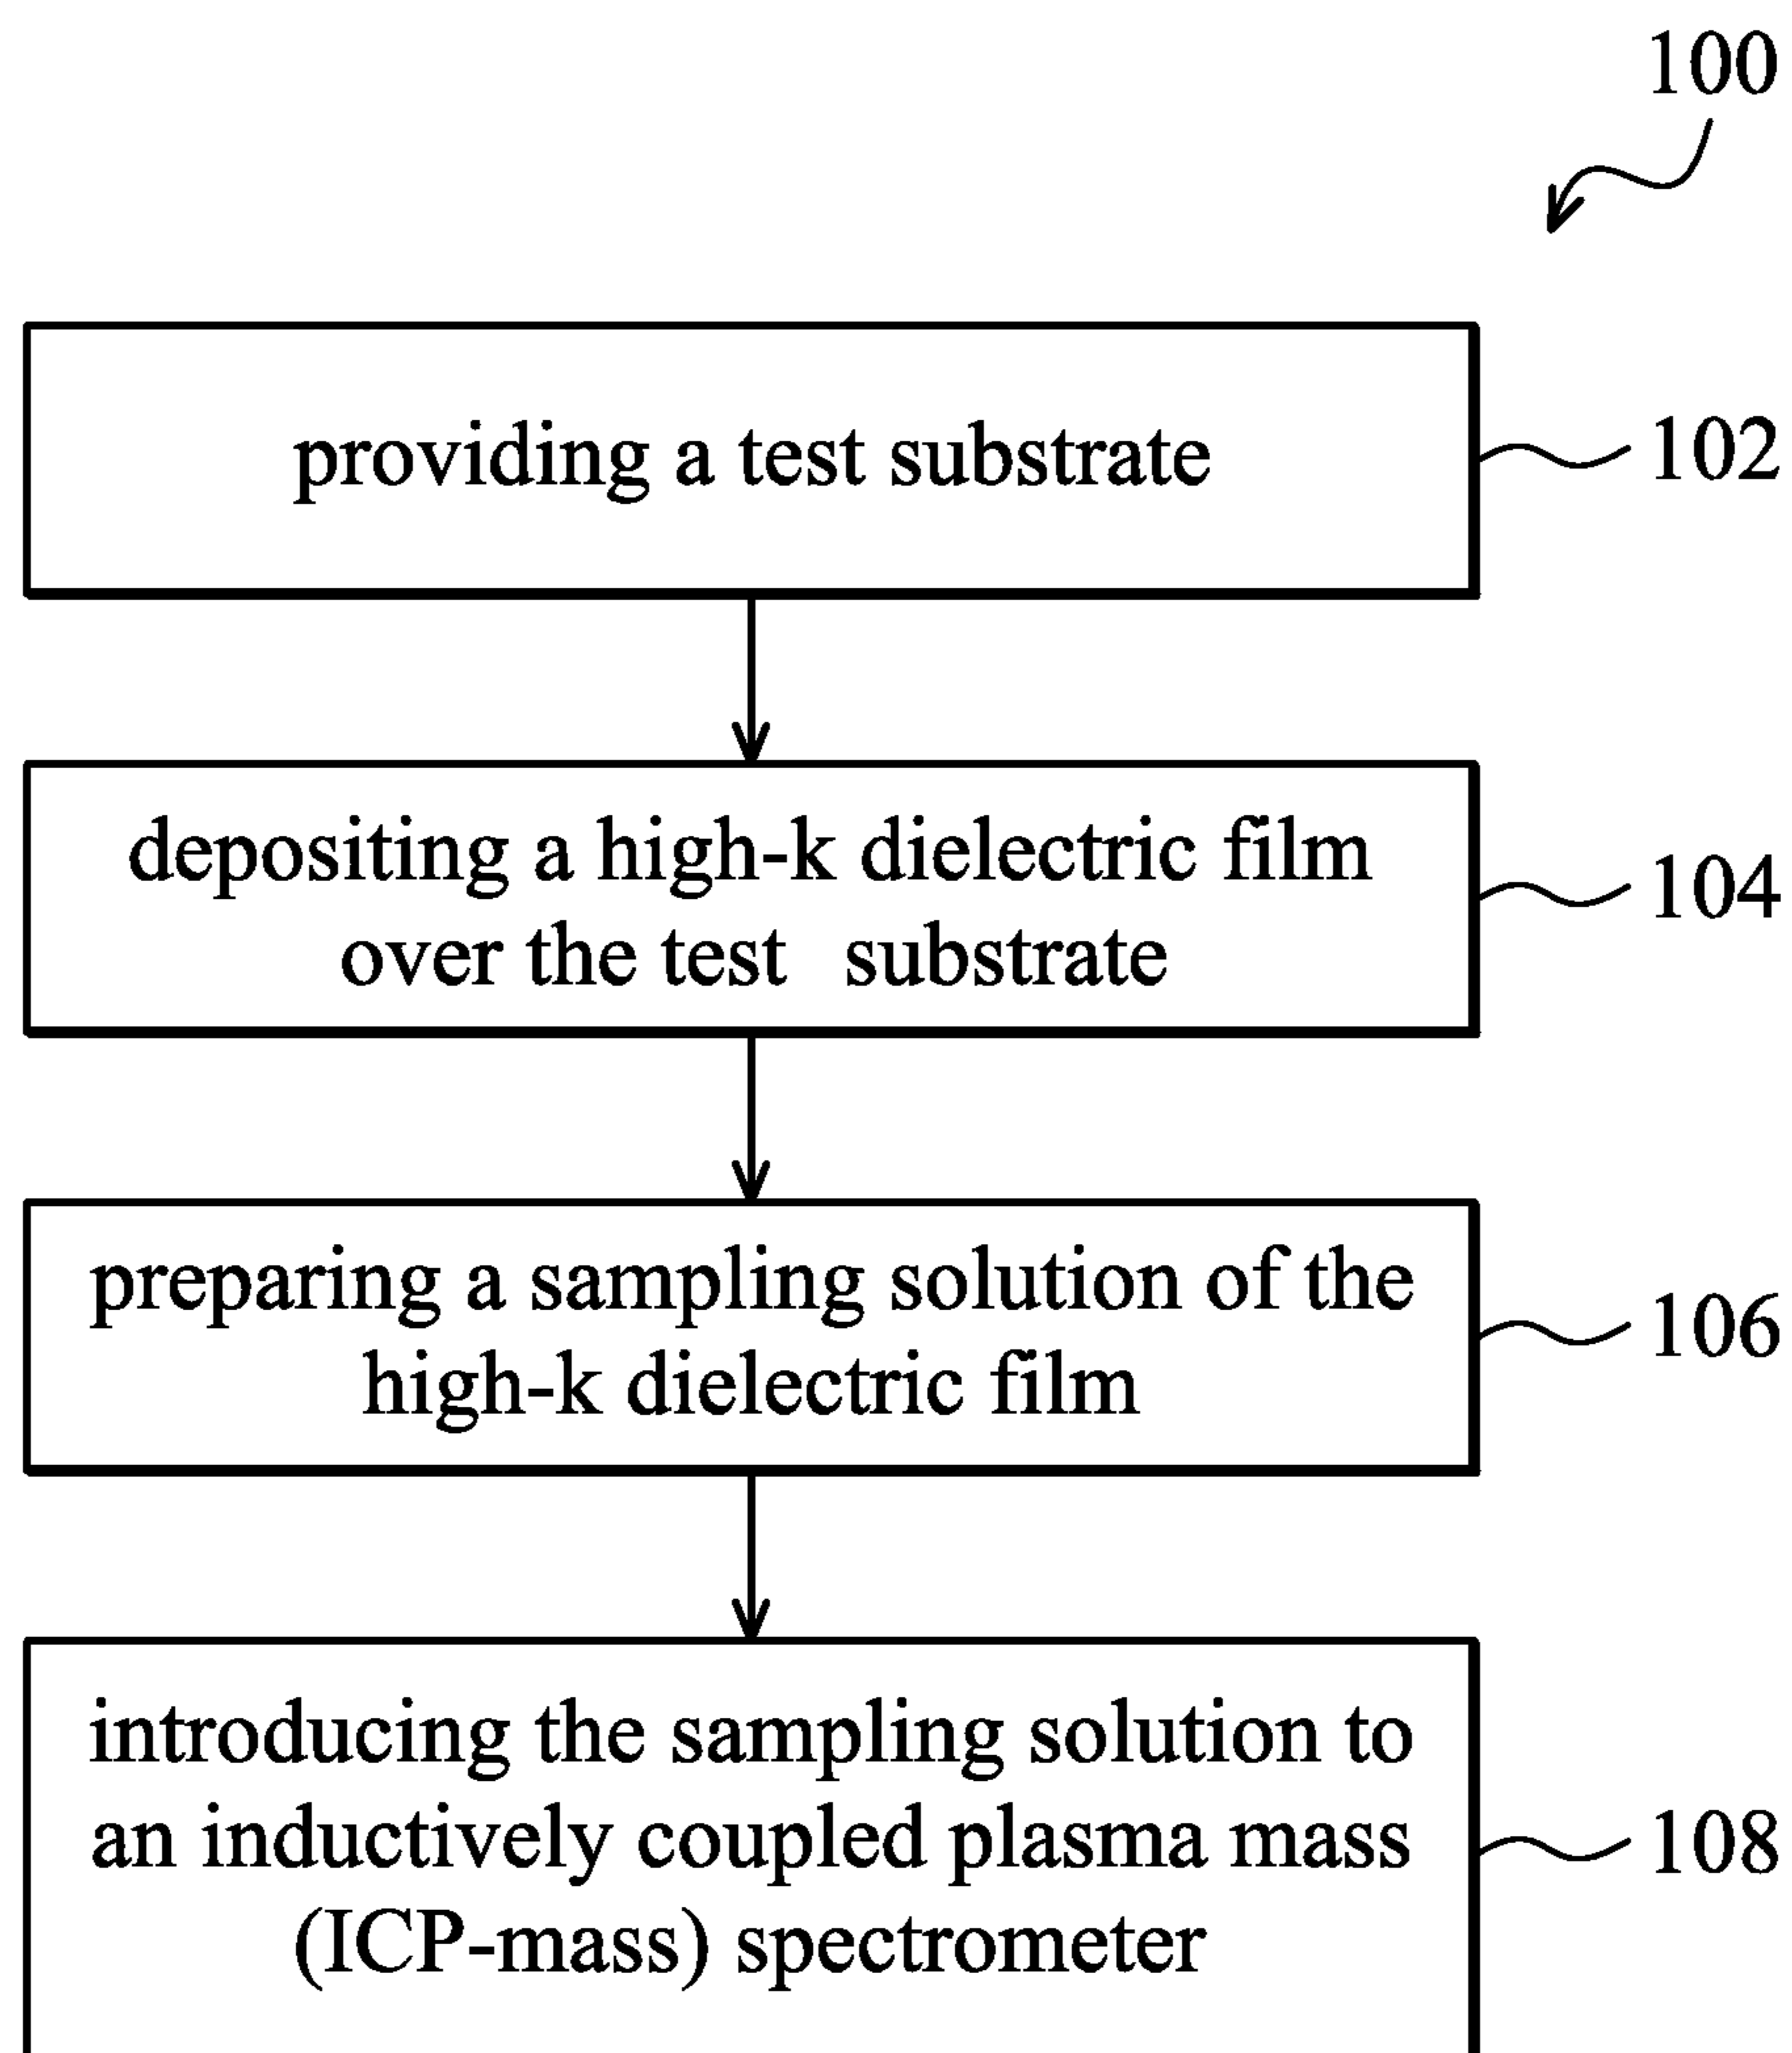 100
providing a test substrate
102
depositing a high-k dielectric film
over the test substrate
104
preparing a sampling solution of the
high-k dielectric film
106
introducing the sampling solution to
an inductively coupled plasma mass
(ICP-mass) spectrometer
108